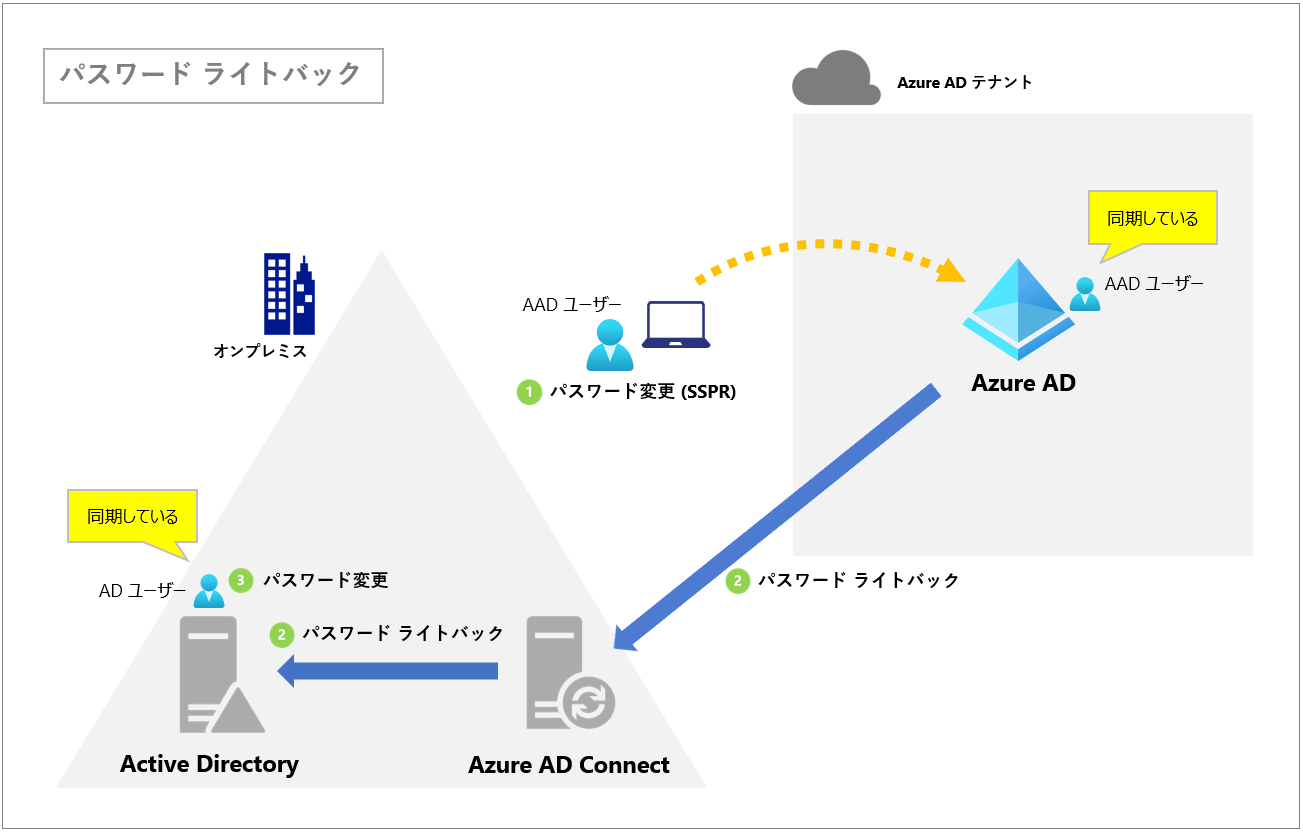 パスワード ライトバック
Azure AD テナント
同期している
AAD ユーザー
Azure AD
オンプレミス
AAD ユーザー
1 パスワード変更 (SSPR)
同期している
AD ユーザー
3 パスワード変更
2 パスワード ライトバック
2 パスワード ライトバック
Active Directory
Azure AD Connect